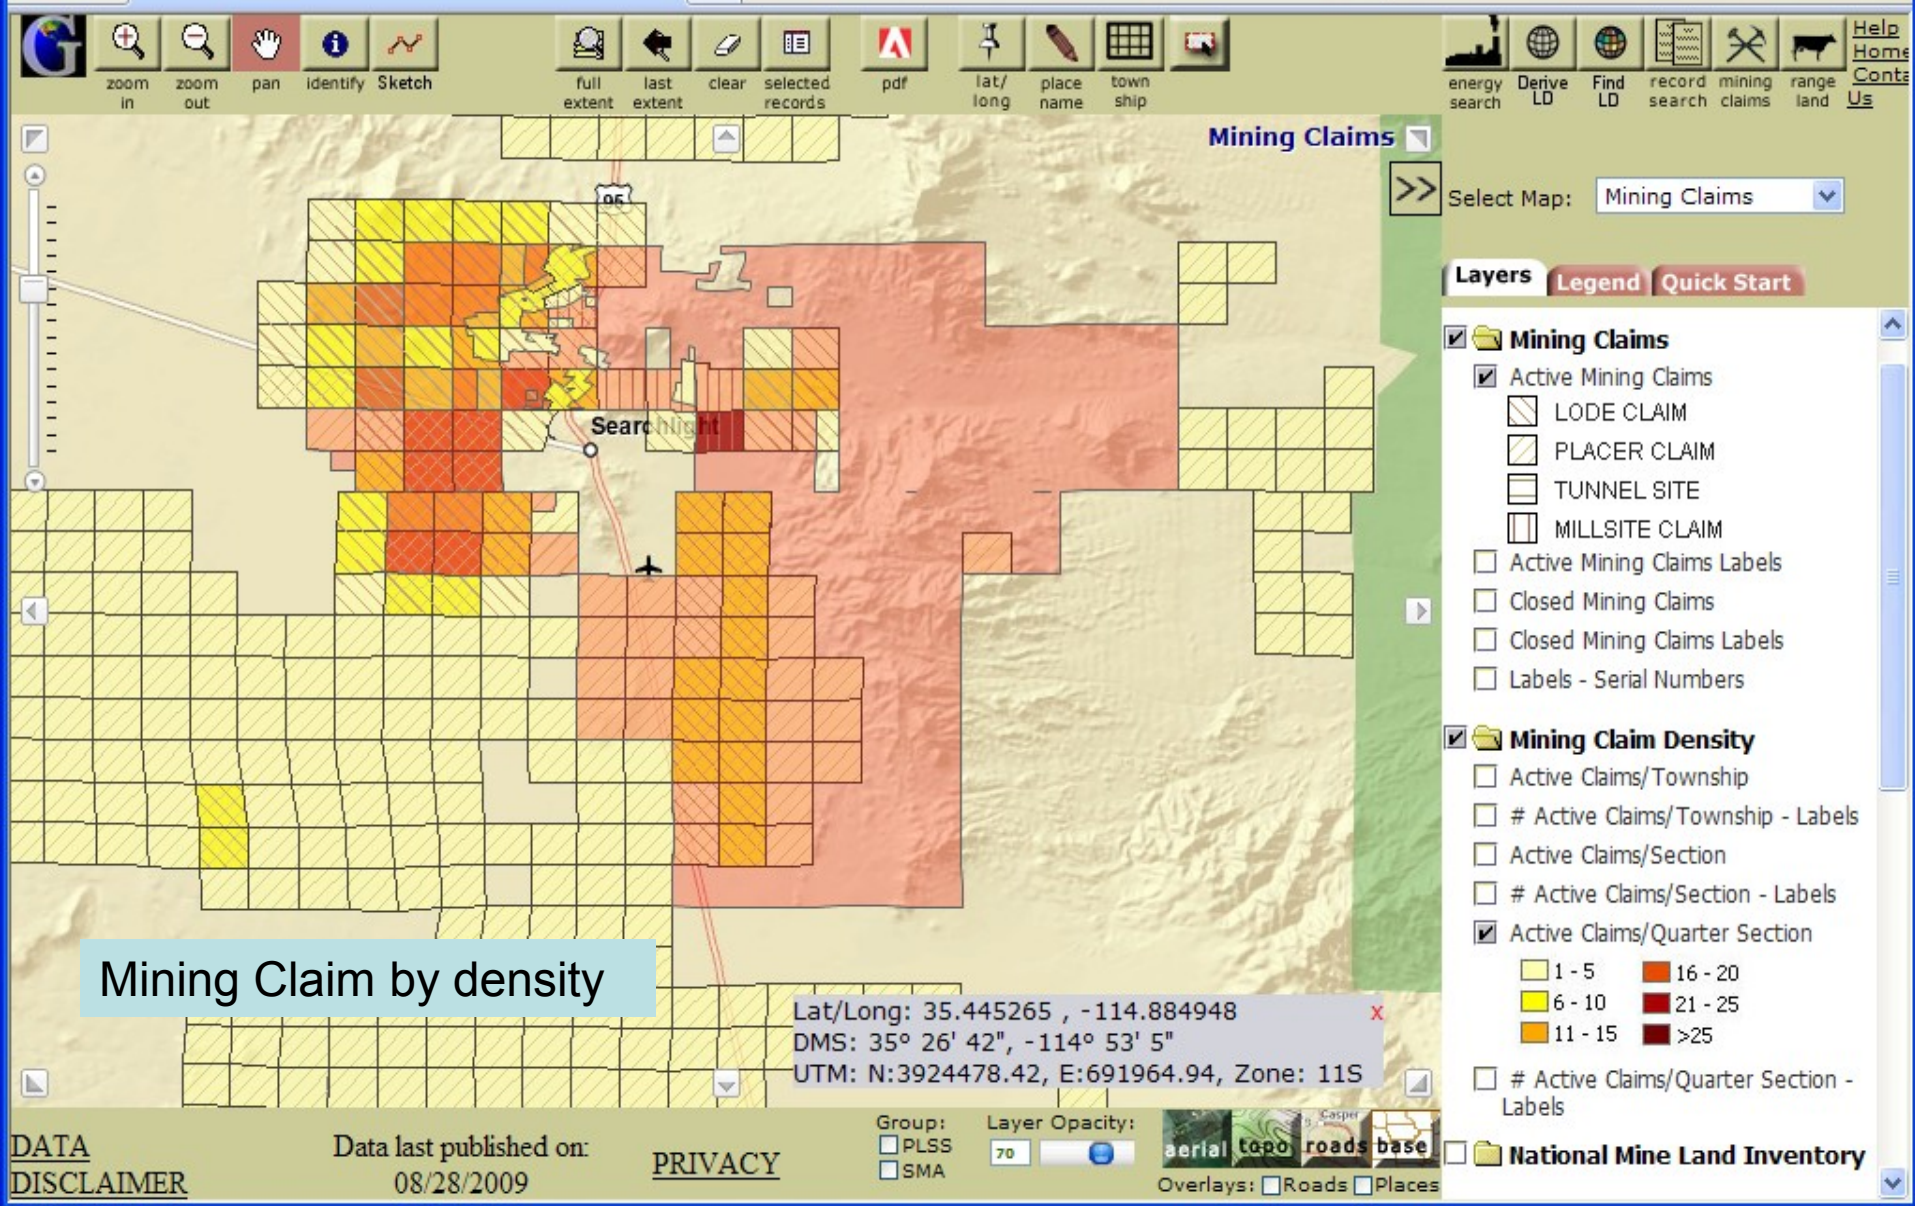 G
zoom in
zoom out
pan
identify
Sketch
full extent
last extent
clear
selected records
pdf
lat/ long
place name
town ship
energy search
Derive LD
Find LD
record search
mining claims
range land
Help
Home
Conta
Us
Mining Claims
95
Searchlight
>>
Select Map: Mining Claims
Layers Legend Quick Start
Mining Claims
Active Mining Claims
LODE CLAIM
PLACER CLAIM
TUNNEL SITE
MILLSITE CLAIM
Active Mining Claims Labels
Closed Mining Claims
Closed Mining Claims Labels
Labels - Serial Numbers
Mining Claim Density
Active Claims/Township
# Active Claims/Township - Labels
Active Claims/Section
# Active Claims/Section - Labels
Active Claims/Quarter Section
1 - 5 16 - 20
6 - 10 21 - 25
11 - 15 >25
# Active Claims/Quarter Section -
Labels
National Mine Land Inventory
Mining Claim by density
Lat/Long: 35.445265 , -114.884948 x
DMS: 35º 26' 42", -114º 53' 5"
UTM: N:3924478.42, E:691964.94, Zone: 11S
DATA
DISCLAIMER
Data last published on:
08/28/2009
PRIVACY
Group:
PLSS
SMA
Layer Opacity:
70
Casper
aerial topo roads base
Overlays: Roads Places